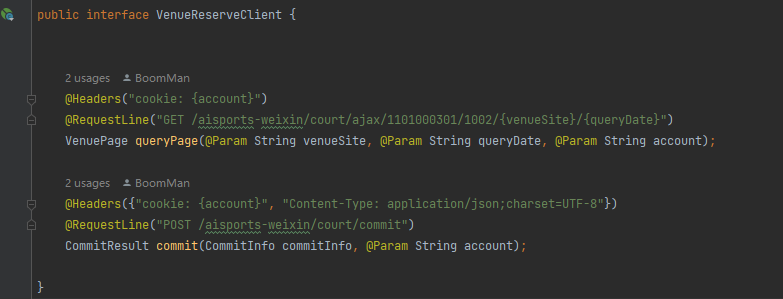 public interface VenueReserveClient {
2 usages BoomMan
@Headers("cookie: {account}")
@RequestLine("GET /aisports-weixin/court/ajax/1101000301/1002/{venueSite}/{queryDate}")
VenuePage queryPage(@Param String venueSite, @Param String queryDate, @Param String account);
2 usages BoomMan
@Headers({"cookie: {account}", "Content-Type: application/json;charset=UTF-8"})
@RequestLine("POST /aisports-weixin/court/commit")
CommitResult commit(CommitInfo commitInfo, @Param String account);
}